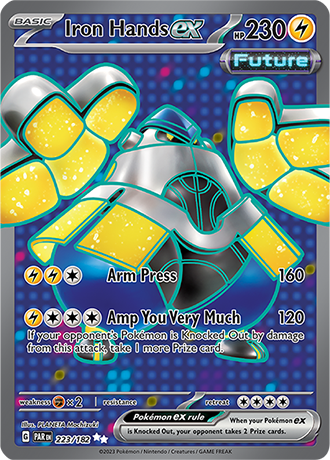 BASIC Iron Hands ex HP 230
Future
Arm Press 160
Amp You Very Much 120
If your opponent's Pokémon is Knocked Out by damage
from this attack, take 1 more Prize card.
weakness ×2 resistance retreat
Illus. PLANETA Mochizuki
Pokémon ex rule
When your Pokémon ex
is Knocked Out, your opponent takes 2 Prize cards.
G PAR EN 223/182
©2023 Pokémon / Nintendo / Creatures / GAME FREAK